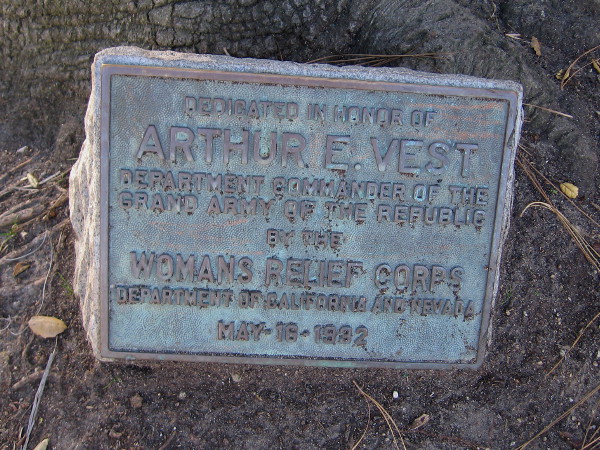 DEDICATED IN HONOR OF
ARTHUR E. VEST
DEPARTMENT COMMANDER OF THE
GRAND ARMY OF THE REPUBLIC
BY THE
WOMANS RELIEF CORPS
DEPARTMENT OF CALIFORNIA AND NEVADA
MAY-16-1932